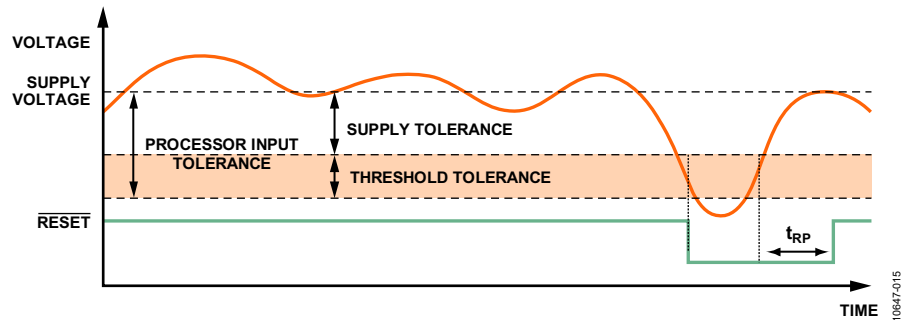 VOLTAGE
SUPPLY
VOLTAGE
SUPPLY TOLERANCE
PROCESSOR INPUT
TOLERANCE
THRESHOLD TOLERANCE
RESET
tRP
TIME
10647-015